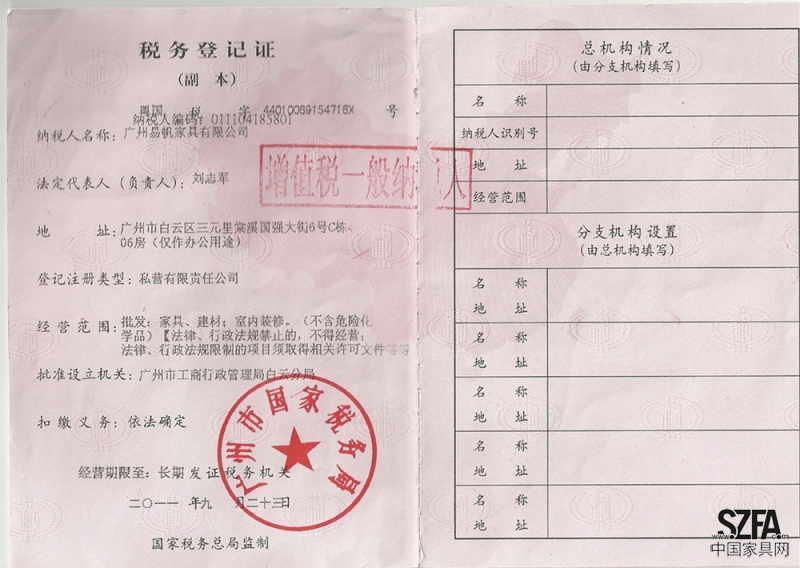 税务登记证
（副 本）
粤国 税 字 44010069154716X 号
纳税人编码：011104185801
纳税人名称：广州易帆家具有限公司
增值税一般纳税人
法定代表人（负责人）：刘志军
地 址：广州市白云区三元里棠溪国强大街6号C栋
06房（仅作办公用途）
登记注册类型：私营有限责任公司
经营范围：批发：家具、建材；室内装修。（不含危险化
学品）【法律、行政法规禁止的，不得经营；
法律、行政法规限制的项目须取得相关许可文件
批准设立机关：广州市工商行政管理局白云分局
扣缴义务：依法确定
广州市国家税务局
经营期限至：长期 发证税务机关
二〇一一 年九 月二十三日
国家税务总局监制
总机构情况
（由分支机构填写）
名 称
纳税人识别号
地 址
经营范围
分支机构设置
（由总机构填写）
名 称
地 址
名 称
地 址
名 称
地 址
名 称
地 址
名 称
地 址
SZFA
中国家具网